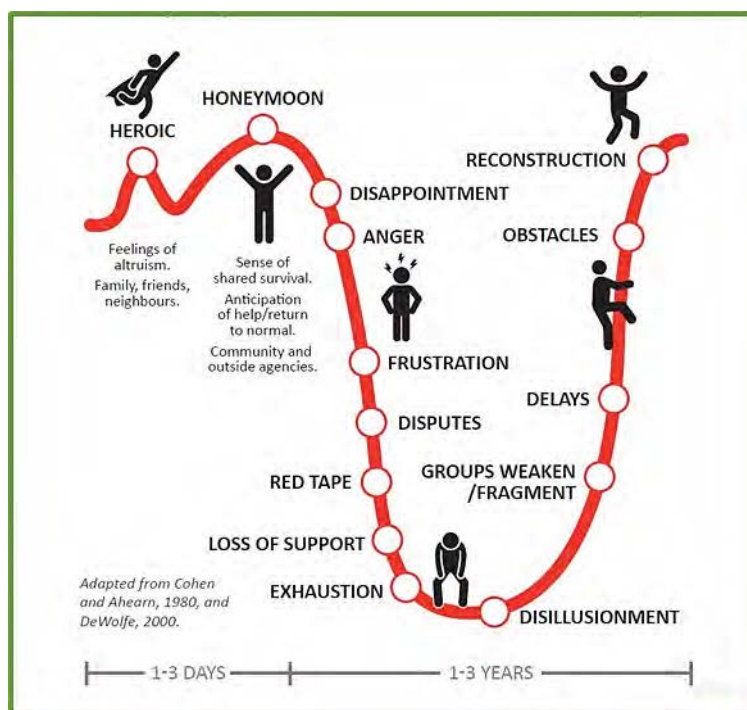 HONEYMOON
HEROIC
Feelings of
altruism.
Family, friends,
neighbours.
Sense of
shared survival.
Anticipation
of help/return
to normal.
Community and
outside agencies.
DISAPPOINTMENT
ANGER
FRUSTRATION
DISPUTES
RED TAPE
LOSS OF SUPPORT
EXHAUSTION
DISILLUSIONMENT
GROUPS WEAKEN
/FRAGMENT
DELAYS
OBSTACLES
RECONSTRUCTION
Adapted from Cohen
and Ahearn, 1980, and
DeWolfe, 2000.
1-3 DAYS
1-3 YEARS